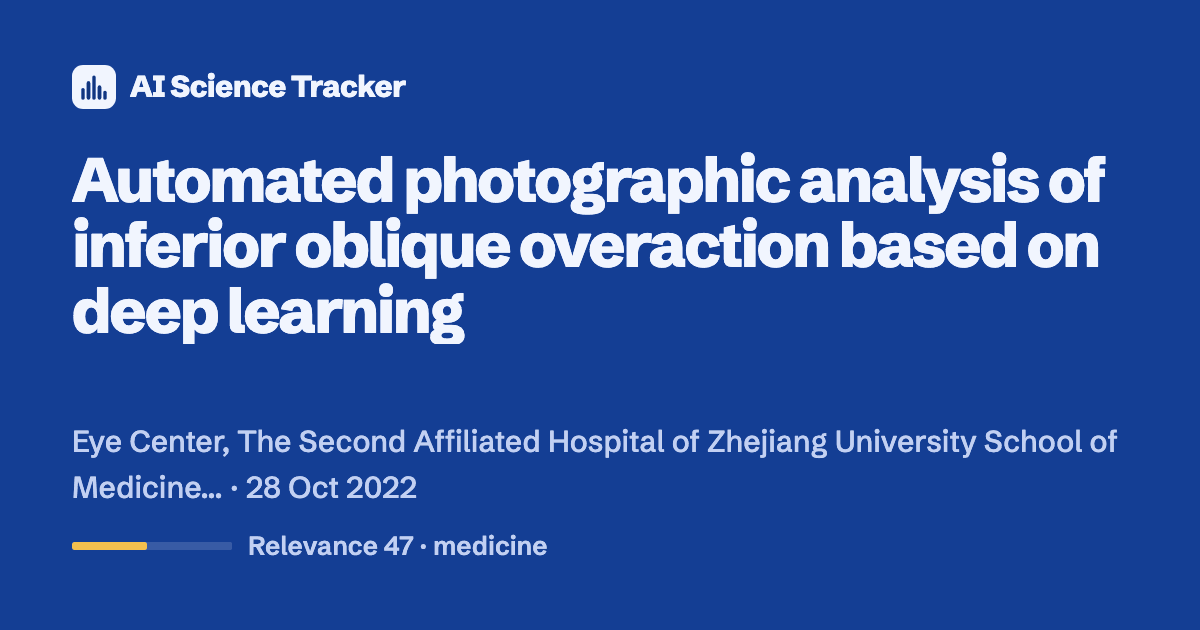 AI Science Tracker
Automated photographic analysis of
inferior oblique overaction based on
deep learning
Eye Center, The Second Affiliated Hospital of Zhejiang University School of
Medicine... · 28 Oct 2022
Relevance 47 · medicine